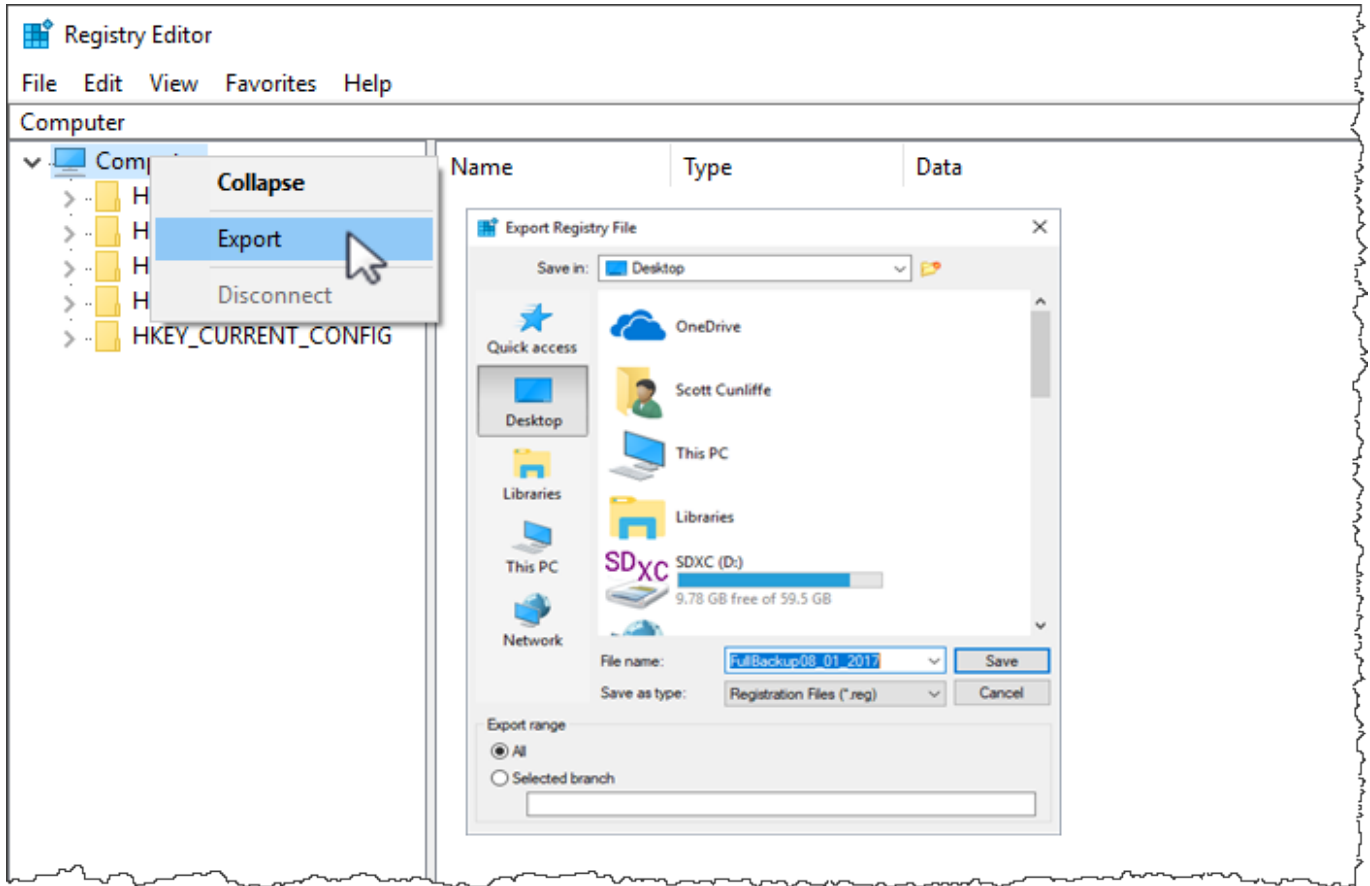 Registry Editor
File Edit View Favorites Help
Computer
Collapse
H
H
Export
H
H
Disconnect
HKEY_CURRENT_CONFIG
Name Type Data
Export Registry File
Save in: Desktop
Quick access
Desktop
Libraries
This PC
Network
OneDrive
Scott Cunliffe
This PC
Libraries
SDXC SDXC (D:)
9.78 GB free of 59.5 GB
File name: FullBackup08_01_2017 Save
Save as type: Registration Files (*.reg) Cancel
Export range
All
Selected branch